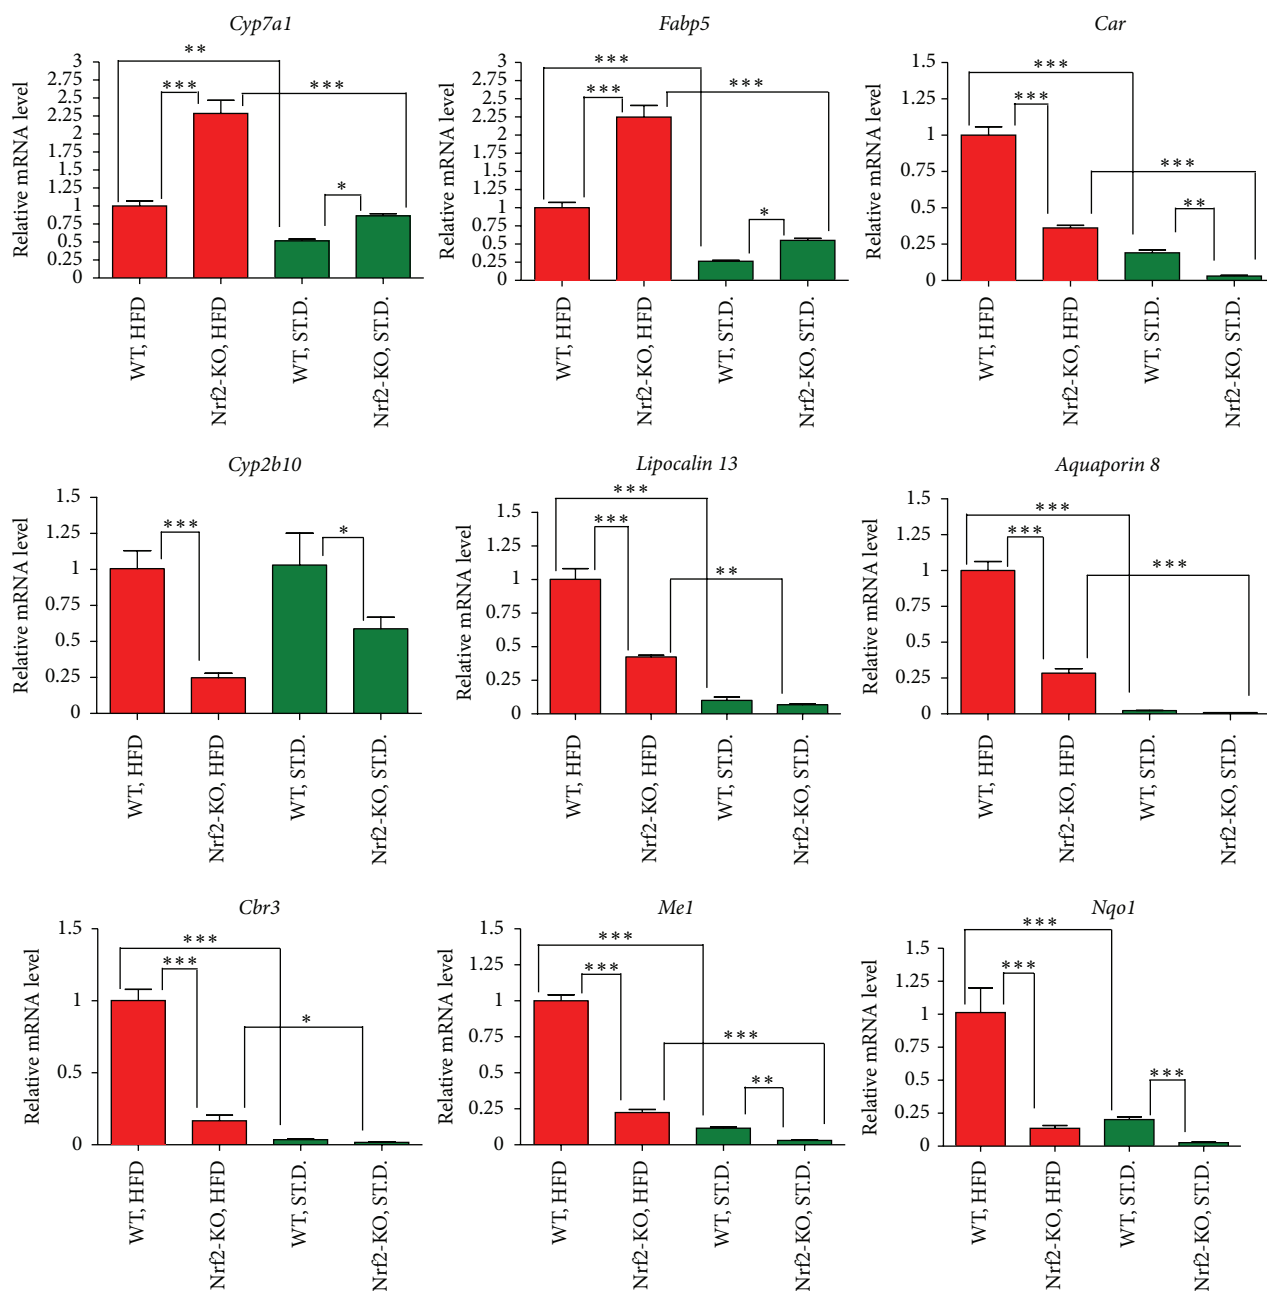 Cyp7a1
Relative mRNA level
3
2.75
2.5
2.25
2
1.75
1.5
1.25
1
0.75
0.5
0.25
0
**
***
***
*
WT, HFD
Nrf2-KO, HFD
WT, ST.D.
Nrf2-KO, ST.D.
Fabp5
Relative mRNA level
3
2.75
2.5
2.25
2
1.75
1.5
1.25
1
0.75
0.5
0.25
0
***
***
***
*
WT, HFD
Nrf2-KO, HFD
WT, ST.D.
Nrf2-KO, ST.D.
Car
Relative mRNA level
1.5
1.25
1
0.75
0.5
0.25
0
***
***
***
**
WT, HFD
Nrf2-KO, HFD
WT, ST.D.
Nrf2-KO, ST.D.
Cyp2b10
Relative mRNA level
1.5
1.25
1
0.75
0.5
0.25
0
***
*
WT, HFD
Nrf2-KO, HFD
WT, ST.D.
Nrf2-KO, ST.D.
Lipocalin 13
Relative mRNA level
1.5
1.25
1
0.75
0.5
0.25
0
***
***
**
WT, HFD
Nrf2-KO, HFD
WT, ST.D.
Nrf2-KO, ST.D.
Aquaporin 8
Relative mRNA level
1.5
1.25
1
0.75
0.5
0.25
0
***
***
***
WT, HFD
Nrf2-KO, HFD
WT, ST.D.
Nrf2-KO, ST.D.
Cbr3
Relative mRNA level
1.5
1
0.5
0
***
***
*
WT, HFD
Nrf2-KO, HFD
WT, ST.D.
Nrf2-KO, ST.D.
Me1
Relative mRNA level
1.5
1.25
1
0.75
0.5
0.25
0
***
***
***
**
WT, HFD
Nrf2-KO, HFD
WT, ST.D.
Nrf2-KO, ST.D.
Nqo1
Relative mRNA level
1.5
1.25
1
0.75
0.5
0.25
0
***
***
***
WT, HFD
Nrf2-KO, HFD
WT, ST.D.
Nrf2-KO, ST.D.